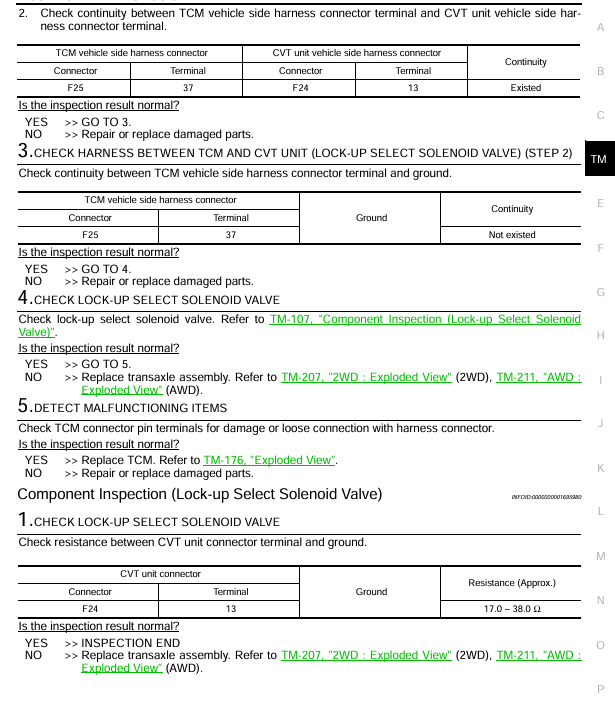 2. Check continuity between TCM vehicle side harness connector terminal and CVT unit vehicle side har-
ness connector terminal.
TCM vehicle side harness connector CVT unit vehicle side harness connector Continuity
Connector Terminal Connector Terminal
F25 37 F24 13 Existed
Is the inspection result normal?
YES >> GO TO 3.
NO >> Repair or replace damaged parts.
3.CHECK HARNESS BETWEEN TCM AND CVT UNIT (LOCK-UP SELECT SOLENOID VALVE) (STEP 2)
Check continuity between TCM vehicle side harness connector terminal and ground.
TCM vehicle side harness connector Ground Continuity
Connector Terminal
F25 37 Not existed
Is the inspection result normal?
YES >> GO TO 4.
NO >> Repair or replace damaged parts.
4.CHECK LOCK-UP SELECT SOLENOID VALVE
Check lock-up select solenoid valve. Refer to TM-107, "Component Inspection (Lock-up Select Solenoid
Valve)".
Is the inspection result normal?
YES >> GO TO 5.
NO >> Replace transaxle assembly. Refer to TM-207, "2WD : Exploded View" (2WD), TM-211, "AWD :
Exploded View" (AWD).
5.DETECT MALFUNCTIONING ITEMS
Check TCM connector pin terminals for damage or loose connection with harness connector.
Is the inspection result normal?
YES >> Replace TCM. Refer to TM-176, "Exploded View".
NO >> Repair or replace damaged parts.
Component Inspection (Lock-up Select Solenoid Valve)
1.CHECK LOCK-UP SELECT SOLENOID VALVE
Check resistance between CVT unit connector terminal and ground.
CVT unit connector Ground Resistance (Approx.)
Connector Terminal
F24 13 17.0 – 38.0 Ω
Is the inspection result normal?
YES >> INSPECTION END
NO >> Replace transaxle assembly. Refer to TM-207, "2WD : Exploded View" (2WD), TM-211, "AWD :
Exploded View" (AWD).
A
B
C
TM
E
F
G
H
I
J
K
L
M
N
O
P